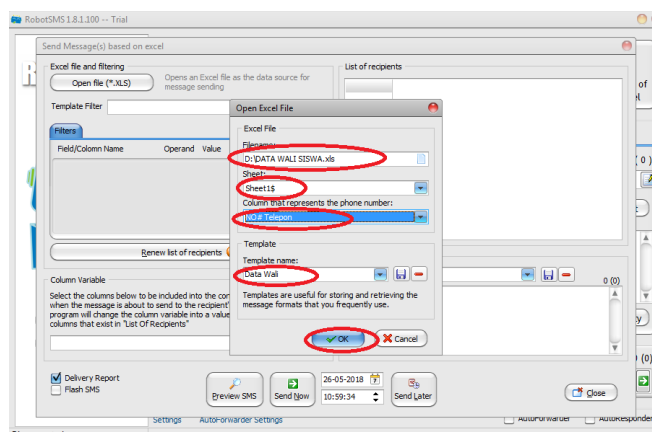 RobotSMS 1.8.1.100 -- Trial
Send Message(s) based on excel
Excel file and filtering
List of recipients
Open file (*.XLS)
Opens an Excel file as the data source for
message sending
Template Filter
Open Excel File
Filters
Excel File
Field/Colomn Name Operand Value
Filename:
D:\DATA WALI SISWA.xls
Sheet:
Sheet1$
Column that represents the phone number:
NO# Telepon
Renew list of recipients
Template
Template name:
Data Wali
Column Variable
0 (0)
Select the columns below to be included into the con
when the message is about to send to the recipient'
program will change the column variable into a value
columns that exist in "List Of Recipients"
Templates are useful for storing and retrieving the
message formats that you frequently use.
OK
Cancel
Delivery Report
Flash SMS
Preview SMS
Send Now
26-05-2018
10:59:34
Send Later
Close
of
el
( 0 )
(0)
Settings AutoForwarder Settings
AutoForwarder
AutoResponder